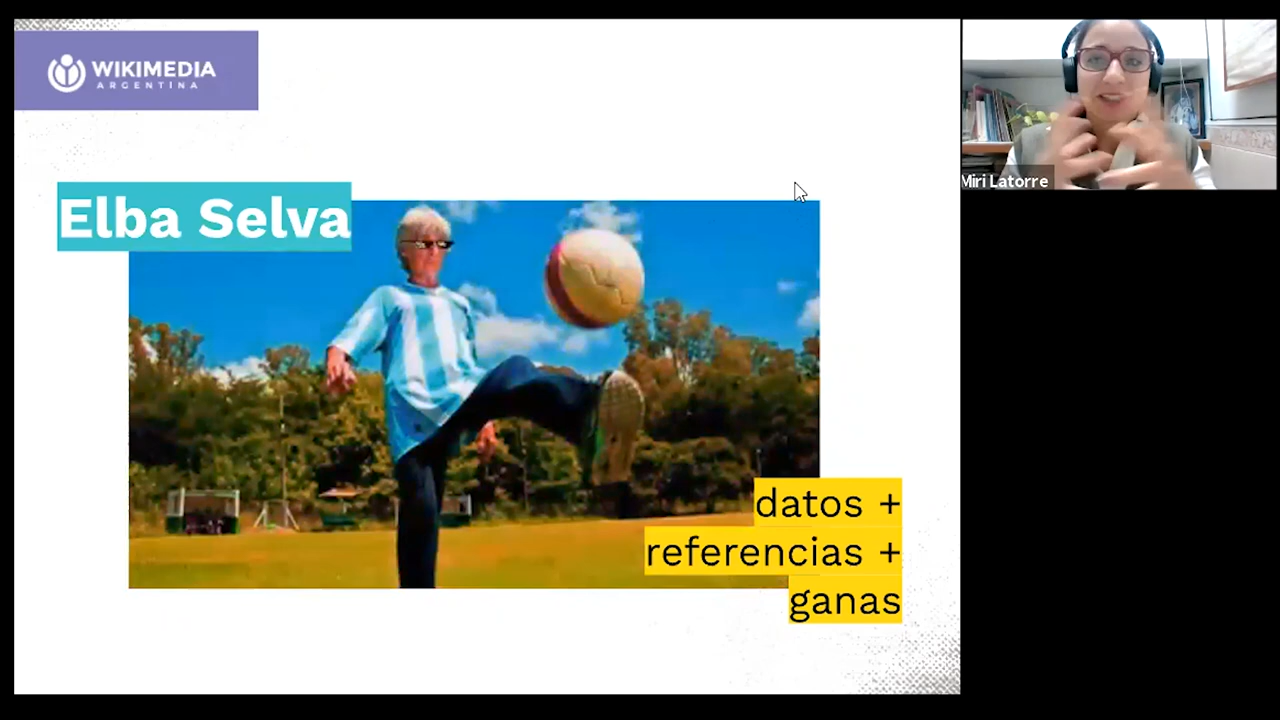 WIKIMEDIA
ARGENTINA
Elba Selva
datos +
referencias +
ganas
Miri Latorre